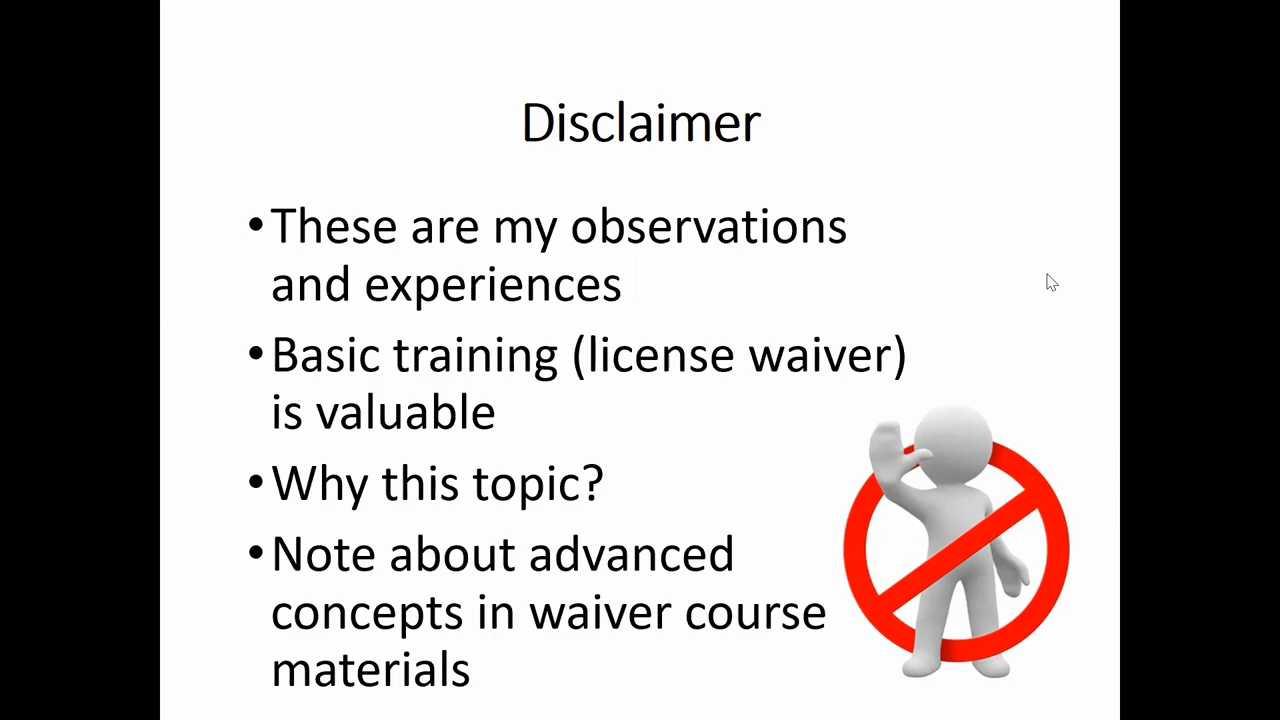 Disclaimer
•These are my observations
and experiences
•Basic training (license waiver)
is valuable
•Why this topic?
•Note about advanced
concepts in waiver course
materials